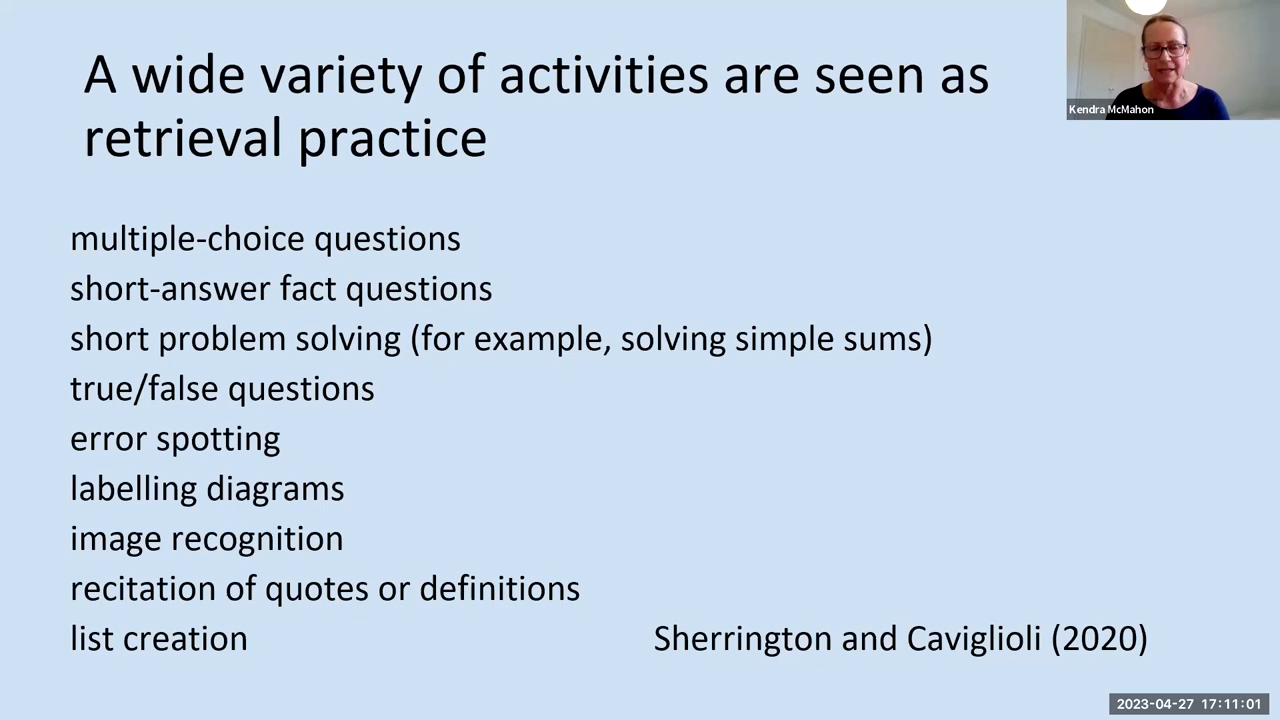 A wide variety of activities are seen as
retrieval practice
Kendra McMahon
multiple-choice questions
short-answer fact questions
short problem solving (for example, solving simple sums)
true/false questions
error spotting
labelling diagrams
image recognition
recitation of quotes or definitions
list creation
Sherrington and Caviglioli (2020)
2023-04-27 17:11:01